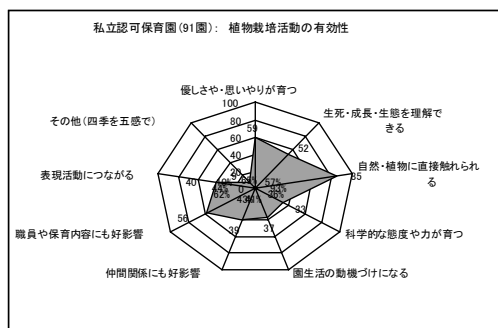 私立認可保育園(91園): 植物栽培活動の有効性
優しさや・思いやりが育つ
生死・成長・生態を理解で
きる
自然・植物に直接触れられ
る
科学的な態度や力が育つ
園生活の動機づけになる
仲間関係にも好影響
職員や保育内容にも好影響
表現活動につながる
その他(四季を五感で)
100
80
60
40
20
0
59
52
85
33
37
39
56
40
57%
93%
36%
41%
62%
44%